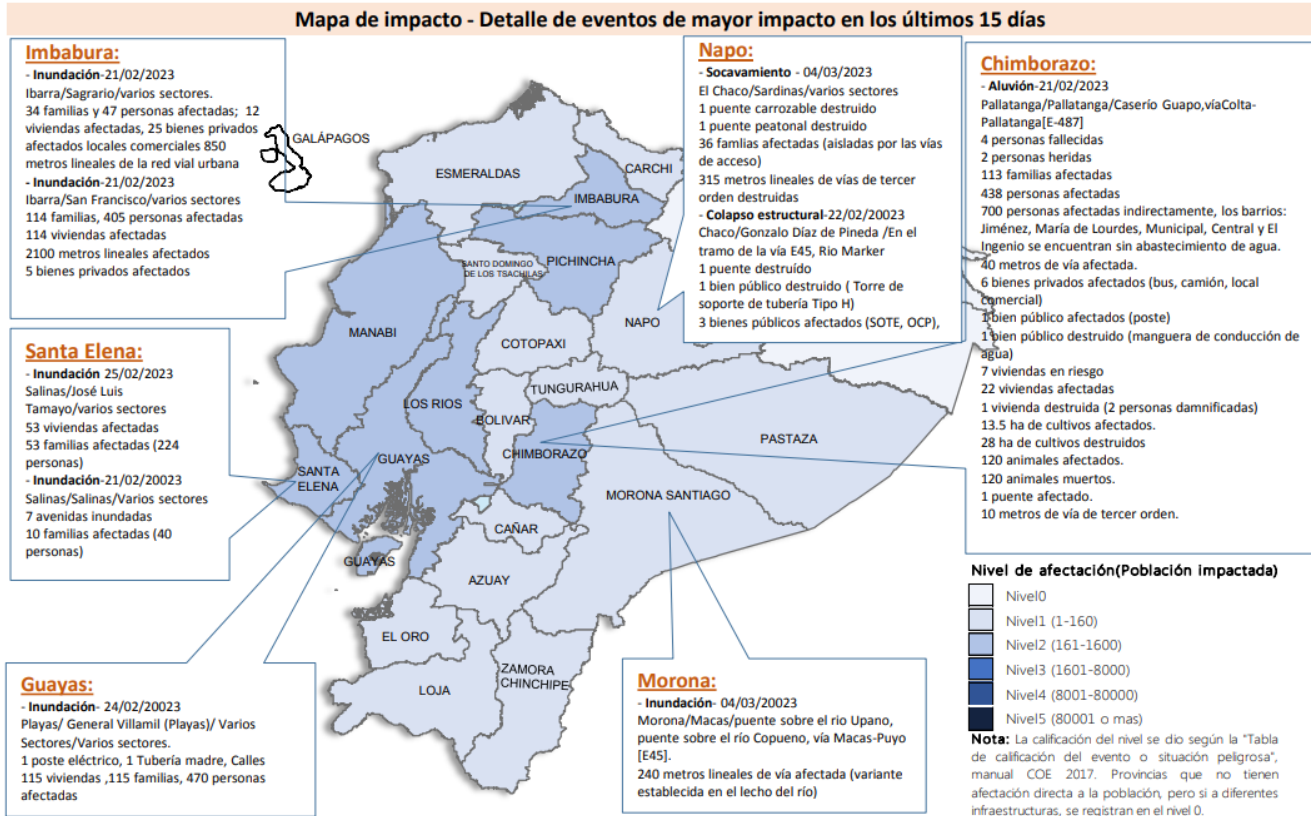 Mapa de impacto - Detalle de eventos de mayor impacto en los últimos 15 días
Imbabura:
- Inundación-21/02/2023
Ibarra/Sagrario/varios sectores.
34 familias y 47 personas afectadas; 12
viviendas afectadas, 25 bienes privados
afectados locales comerciales 850
metros lineales de la red vial urbana
- Inundación-21/02/2023
Ibarra/San Francisco/varios sectores
114 familias, 405 personas afectadas
114 viviendas afectadas
2100 metros lineales afectados
5 bienes privados afectados
Santa Elena:
- Inundación 25/02/2023
Salinas/José Luis
Tamayo/varios sectores
53 viviendas afectadas
53 familias afectadas (224
personas)
- Inundación-21/02/20023
Salinas/Salinas/Varios sectores
7 avenidas inundadas
10 familias afectadas (40
personas)
Guayas:
- Inundación- 24/02/20023
Playas/ General Villamil (Playas)/ Varios
Sectores/Varios sectores.
1 poste eléctrico, 1 Tubería madre, Calles
115 viviendas ,115 familias, 470 personas
afectadas
GALÁPAGOS
ESMERALDAS
CARCHI
IMBABURA
SANTO DOMINGO
DE LOS TSACHILAS
PICHINCHA
MANABI
NAPO
COTOPAXI
TUNGURAHUA
LOS RIOS
BOLIVAR
PASTAZA
CHIMBORAZO
GUAYAS
SANTA
ELENA
MORONA SANTIAGO
CAÑAR
GUAYAS
AZUAY
EL ORO
ZAMORA
CHINCHIPE
LOJA
Napo:
- Socavamiento - 04/03/2023
El Chaco/Sardinas/varios sectores
1 puente carrozable destruido
1 puente peatonal destruido
36 famlias afectadas (aisladas por las vías
de acceso)
315 metros lineales de vías de tercer
orden destruidas
- Colapso estructural-22/02/20023
Chaco/Gonzalo Díaz de Pineda /En el
tramo de la vía E45, Rio Marker
1 puente destruído
1 bien público destruido ( Torre de
soporte de tubería Tipo H)
3 bienes públicos afectados (SOTE, OCP),
Morona:
- Inundación- 04/03/20023
Morona/Macas/puente sobre el rio Upano,
puente sobre el río Copueno, vía Macas-Puyo
[E45].
240 metros lineales de vía afectada (variante
establecida en el lecho del río)
Chimborazo:
- Aluvión-21/02/2023
Pallatanga/Pallatanga/Caserío Guapo,víaColta-
Pallatanga[E-487]
4 personas fallecidas
2 personas heridas
113 familias afectadas
438 personas afectadas
700 personas afectadas indirectamente, los barrios:
Jiménez, María de Lourdes, Municipal, Central y El
Ingenio se encuentran sin abastecimiento de agua.
40 metros de vía afectada.
6 bienes privados afectados (bus, camión, local
comercial)
1 bien público afectados (poste)
1 bien público destruido (manguera de conducción de
agua)
7 viviendas en riesgo
22 viviendas afectadas
1 vivienda destruida (2 personas damnificadas)
13.5 ha de cultivos afectados.
28 ha de cultivos destruidos
120 animales afectados.
120 animales muertos.
1 puente afectado.
10 metros de vía de tercer orden.
Nivel de afectación(Población impactada)
Nivel0
Nivel1 (1-160)
Nivel2 (161-1600)
Nivel3 (1601-8000)
Nivel4 (8001-80000)
Nivel5 (80001 o mas)
Nota: La calificación del nivel se dio según la "Tabla
de calificación del evento o situación peligrosa",
manual COE 2017. Provincias que no tienen
afectación directa a la población, pero si a diferentes
infraestructuras, se registran en el nivel 0.